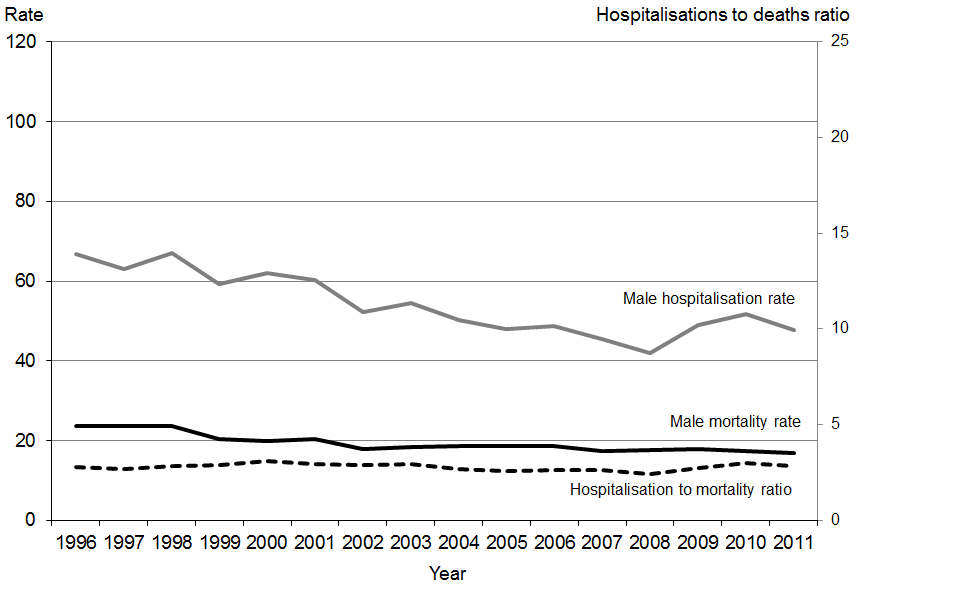 Rate
Hospitalisations to deaths ratio
120
100
80
60
40
20
0
25
20
15
10
5
0
Male hospitalisation rate
Male mortality rate
Hospitalisation to mortality ratio
1996 1997 1998 1999 2000 2001 2002 2003 2004 2005 2006 2007 2008 2009 2010 2011
Year